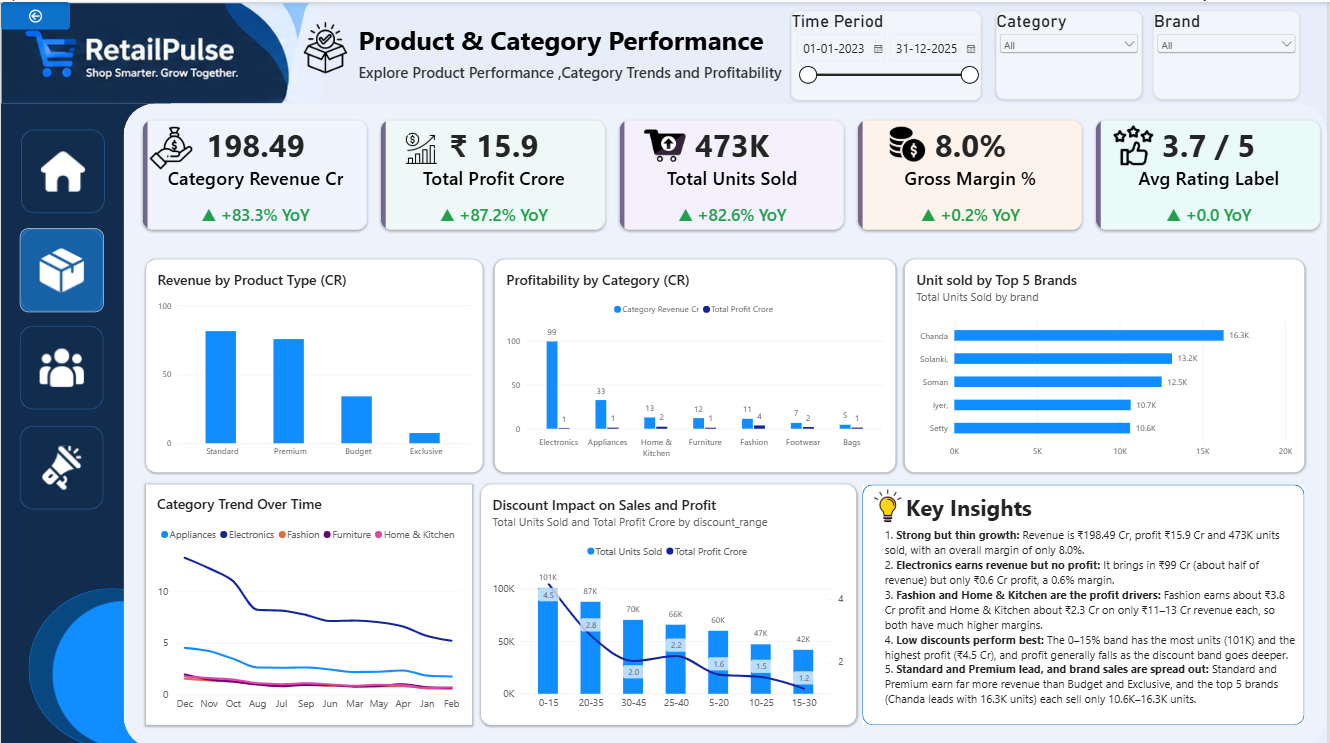 RetailPulse
Shop Smarter. Grow Together.
Product & Category Performance
Explore Product Performance ,Category Trends and Profitability
Time Period
01-01-2023
31-12-2025
Category
All
Brand
All
198.49
Category Revenue Cr
▲ +83.3% YoY
₹ 15.9
Total Profit Crore
▲ +87.2% YoY
473K
Total Units Sold
▲ +82.6% YoY
8.0%
Gross Margin %
▲ +0.2% YoY
3.7 / 5
Avg Rating Label
▲ +0.0 YoY
Revenue by Product Type (CR)
100
50
0
Standard
Premium
Budget
Exclusive
Profitability by Category (CR)
Category Revenue Cr
Total Profit Crore
100
50
0
99
1
33
1
13
2
12
1
11
4
7
2
5
1
Electronics
Appliances
Home &
Kitchen
Furniture
Fashion
Footwear
Bags
Unit sold by Top 5 Brands
Total Units Sold by brand
Chanda
16.3K
Solanki,
13.2K
Soman
12.5K
Iyer,
10.7K
Setty
10.6K
0K
5K
10K
15K
20K
Category Trend Over Time
Appliances
Electronics
Fashion
Furniture
Home & Kitchen
10
5
0
Dec
Nov
Oct
Aug
Jul
Sep
Jun
Mar
May
Apr
Jan
Feb
Discount Impact on Sales and Profit
Total Units Sold and Total Profit Crore by discount_range
Total Units Sold
Total Profit Crore
100K
50K
0K
101K
87K
70K
66K
60K
47K
42K
4.5
2.8
2.0
2.2
1.6
1.5
1.2
4
2
0-15
20-35
30-45
25-40
5-20
10-25
15-30
Key Insights
1. Strong but thin growth: Revenue is ₹198.49 Cr, profit ₹15.9 Cr and 473K units
sold, with an overall margin of only 8.0%.
2. Electronics earns revenue but no profit: It brings in ₹99 Cr (about half of
revenue) but only ₹0.6 Cr profit, a 0.6% margin.
3. Fashion and Home & Kitchen are the profit drivers: Fashion earns about ₹3.8
Cr profit and Home & Kitchen about ₹2.3 Cr on only ₹11–13 Cr revenue each, so
both have much higher margins.
4. Low discounts perform best: The 0–15% band has the most units (101K) and the
highest profit (₹4.5 Cr), and profit generally falls as the discount band goes deeper.
5. Standard and Premium lead, and brand sales are spread out: Standard and
Premium earn far more revenue than Budget and Exclusive, and the top 5 brands
(Chanda leads with 16.3K units) each sell only 10.6K–16.3K units.